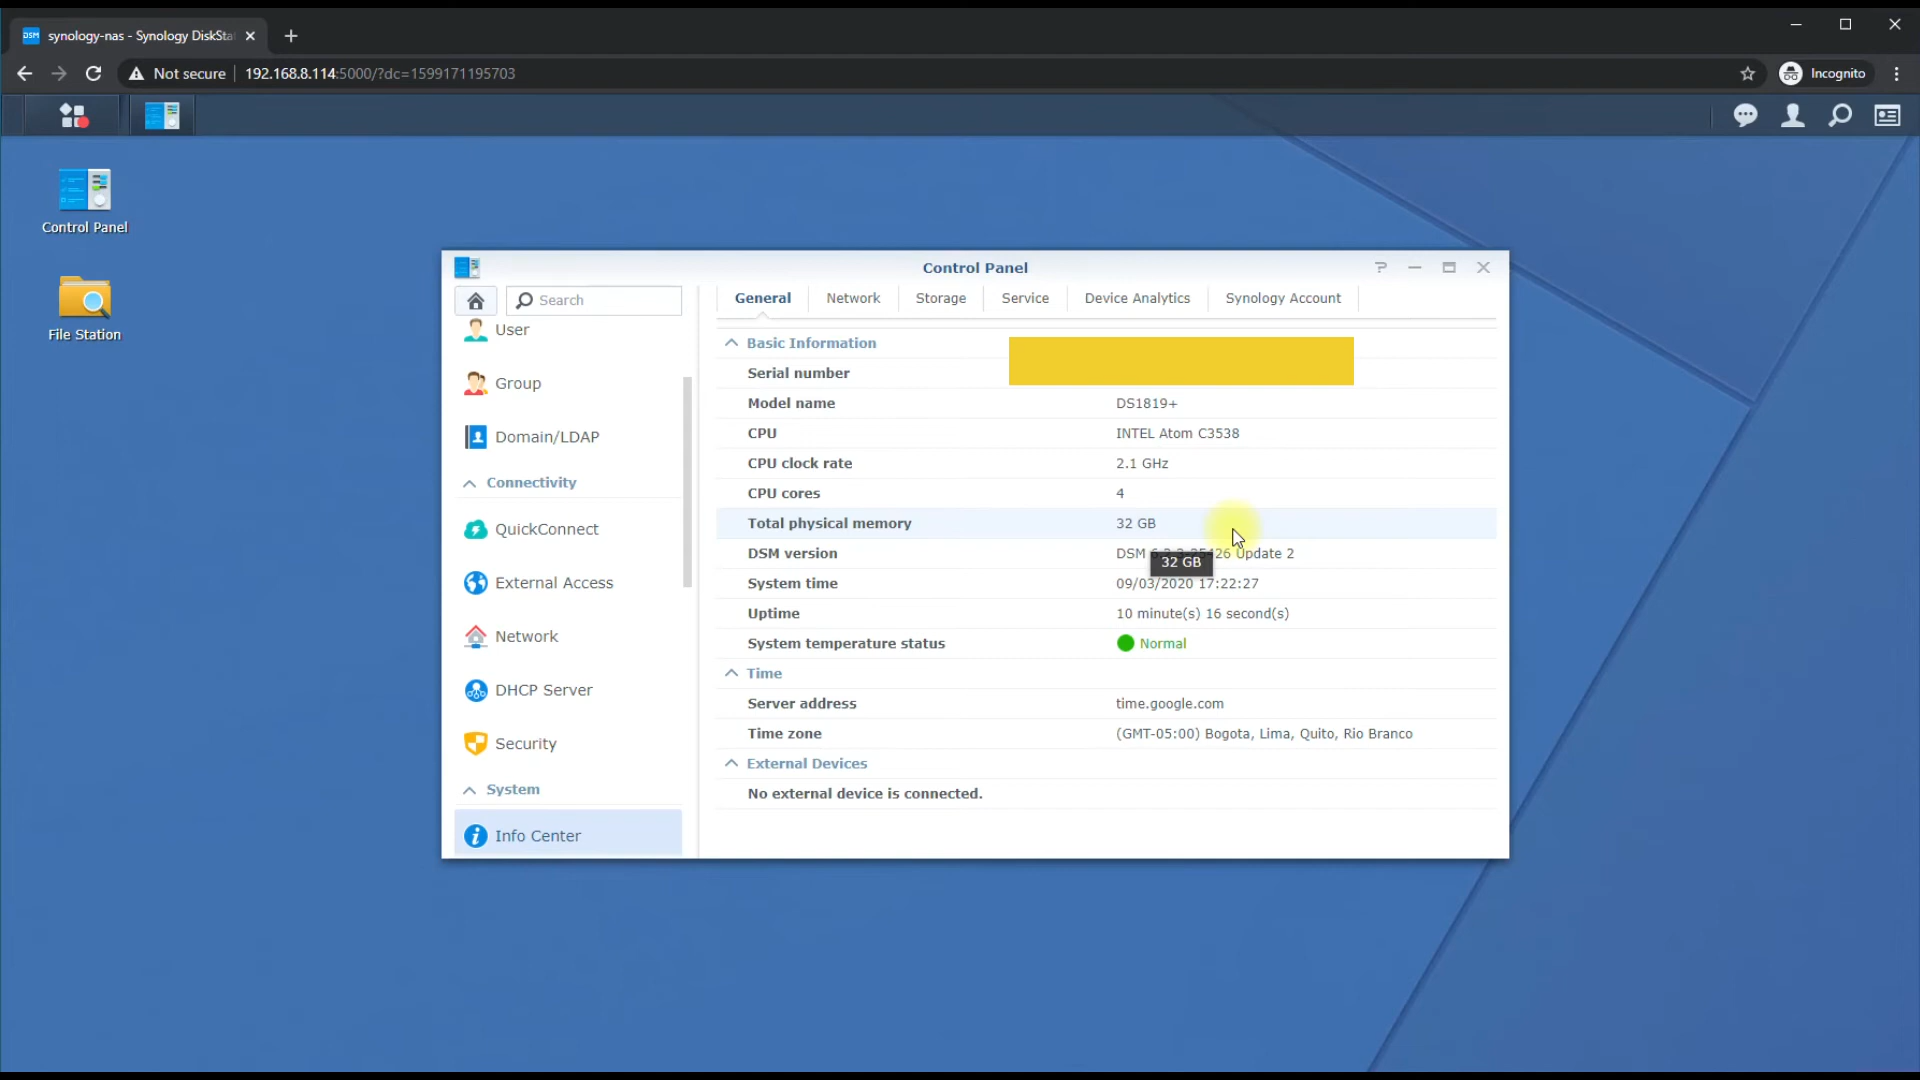 synology-nas - Synology DiskSta
Not secure
192.168.8.114:5000/?dc=1599171195703
Incognito
Control Panel
File Station
Control Panel
Search
User
Group
Domain/LDAP
Connectivity
QuickConnect
External Access
Network
DHCP Server
Security
System
Info Center
General
Network
Storage
Service
Device Analytics
Synology Account
Basic Information
Serial number
Model name DS1819+
CPU INTEL Atom C3538
CPU clock rate 2.1 GHz
CPU cores 4
Total physical memory 32 GB
DSM version DSM 26 Update 2
32 GB
System time 09/03/2020 17:22:27
Uptime 10 minute(s) 16 second(s)
System temperature status Normal
Time
Server address time.google.com
Time zone (GMT-05:00) Bogota, Lima, Quito, Rio Branco
External Devices
No external device is connected.